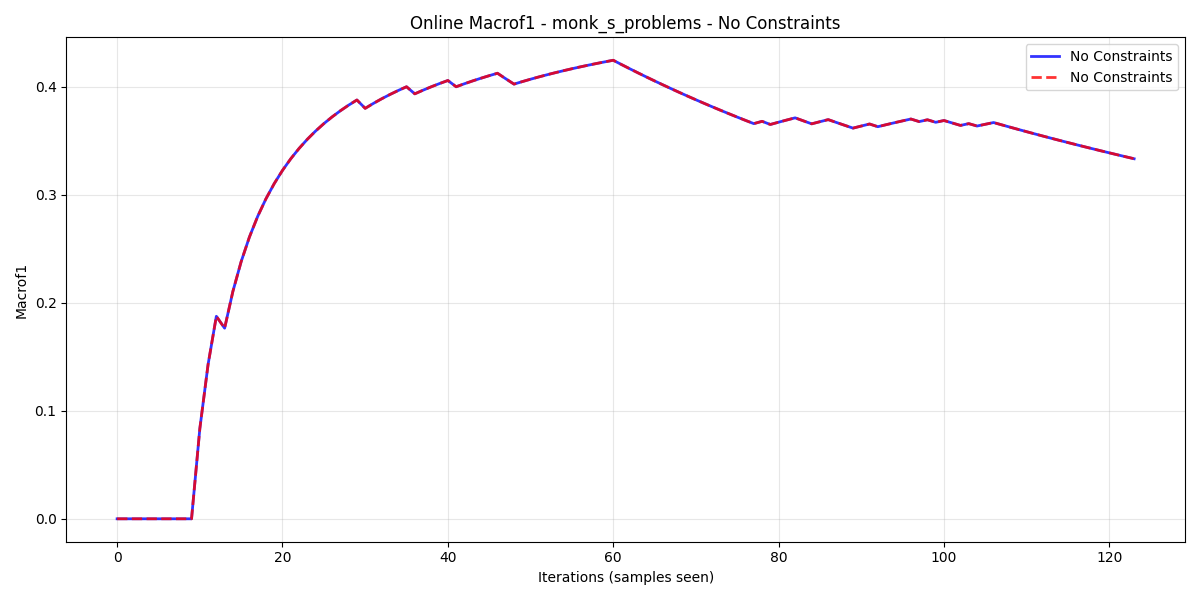 Online Macrof1 - monk_s_problems - No Constraints
No Constraints
No Constraints
Macrof1
0.4
0.3
0.2
0.1
0.0
0 20 40 60 80 100 120
Iterations (samples seen)